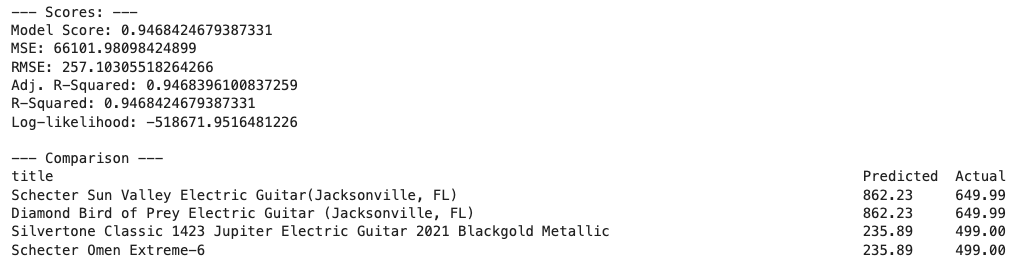 --- Scores: ---
Model Score: 0.9468424679387331
MSE: 66101.98098424899
RMSE: 257.10305518264266
Adj. R-Squared: 0.9468396100837259
R-Squared: 0.9468424679387331
Log-likelihood: -518671.9516481226
--- Comparison ---
title Predicted Actual
Schecter Sun Valley Electric Guitar(Jacksonville, FL) 862.23 649.99
Diamond Bird of Prey Electric Guitar (Jacksonville, FL) 862.23 649.99
Silvertone Classic 1423 Jupiter Electric Guitar 2021 Blackgold Metallic 235.89 499.00
Schecter Omen Extreme-6 235.89 499.00